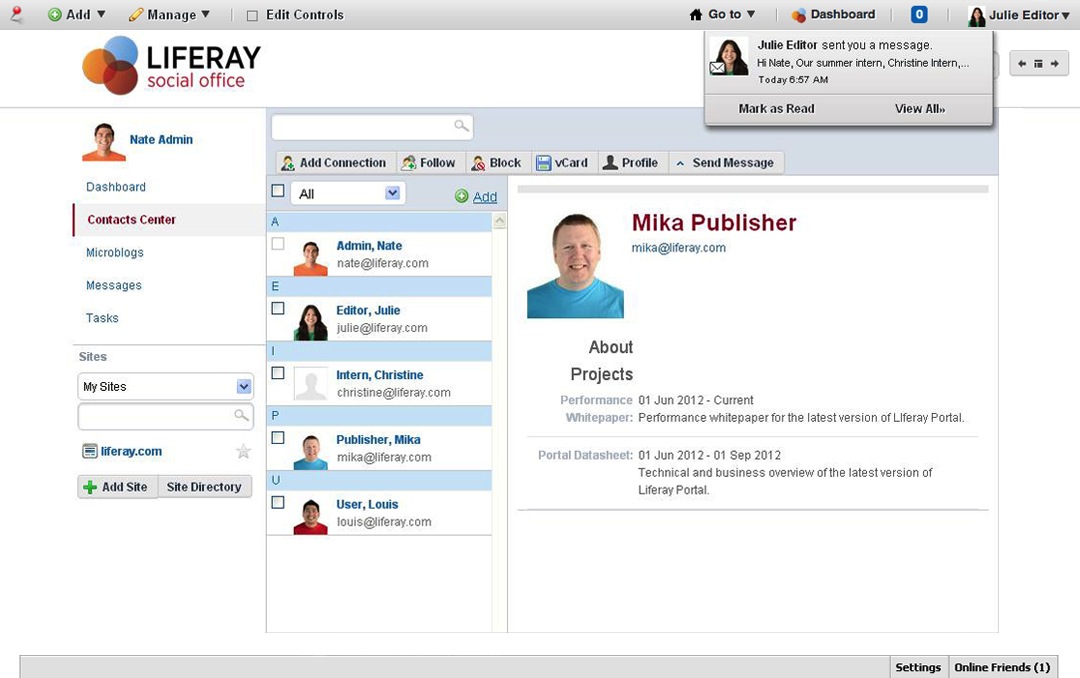 Add ▼ Manage ▼ Edit Controls Go to ▼ Dashboard 0 Julie Editor ▼
Julie Editor sent you a message.
Hi Nate, Our summer intern, Christine Intern,...
Today 6:57 AM
Mark as Read View All»
LIFERAY
social office
Nate Admin
Dashboard
Contacts Center
Microblogs
Messages
Tasks
Sites
My Sites
liferay.com
Add Site Site Directory
Add Connection Follow Block vCard Profile Send Message
All Add
A
Admin, Nate
nate@liferay.com
E
Editor, Julie
julie@liferay.com
I
Intern, Christine
christine@liferay.com
P
Publisher, Mika
mika@liferay.com
U
User, Louis
louis@liferay.com
Mika Publisher
mika@liferay.com
About
Projects
Performance 01 Jun 2012 - Current
Whitepaper: Performance whitepaper for the latest version of LIferay Portal.
Portal Datasheet: 01 Jun 2012 - 01 Sep 2012
Technical and business overview of the latest version of
Liferay Portal.
Settings Online Friends (1)